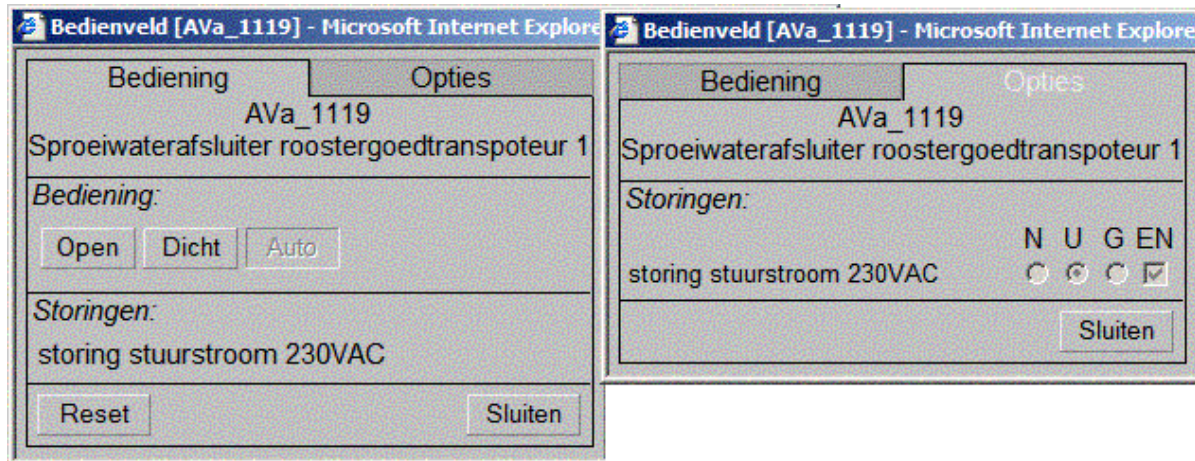 Bedienveld [AVa_1119] - Microsoft Internet Explore
Bediening Opties
AVa_1119
Sproeiwaterafsluiter roostergoedtranspoteur 1
Bediening:
Open Dicht Auto
Storingen:
storing stuurstroom 230VAC
Reset Sluiten
Bedienveld [AVa_1119] - Microsoft Internet Explore
Bediening Opties
AVa_1119
Sproeiwaterafsluiter roostergoedtranspoteur 1
Storingen:
N U G EN
storing stuurstroom 230VAC
Sluiten